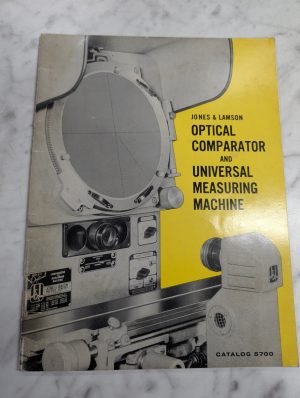 JONES & LAMSON
OPTICAL
COMPARATOR
AND
UNIVERSAL
MEASURING
MACHINE
CATALOG 5700